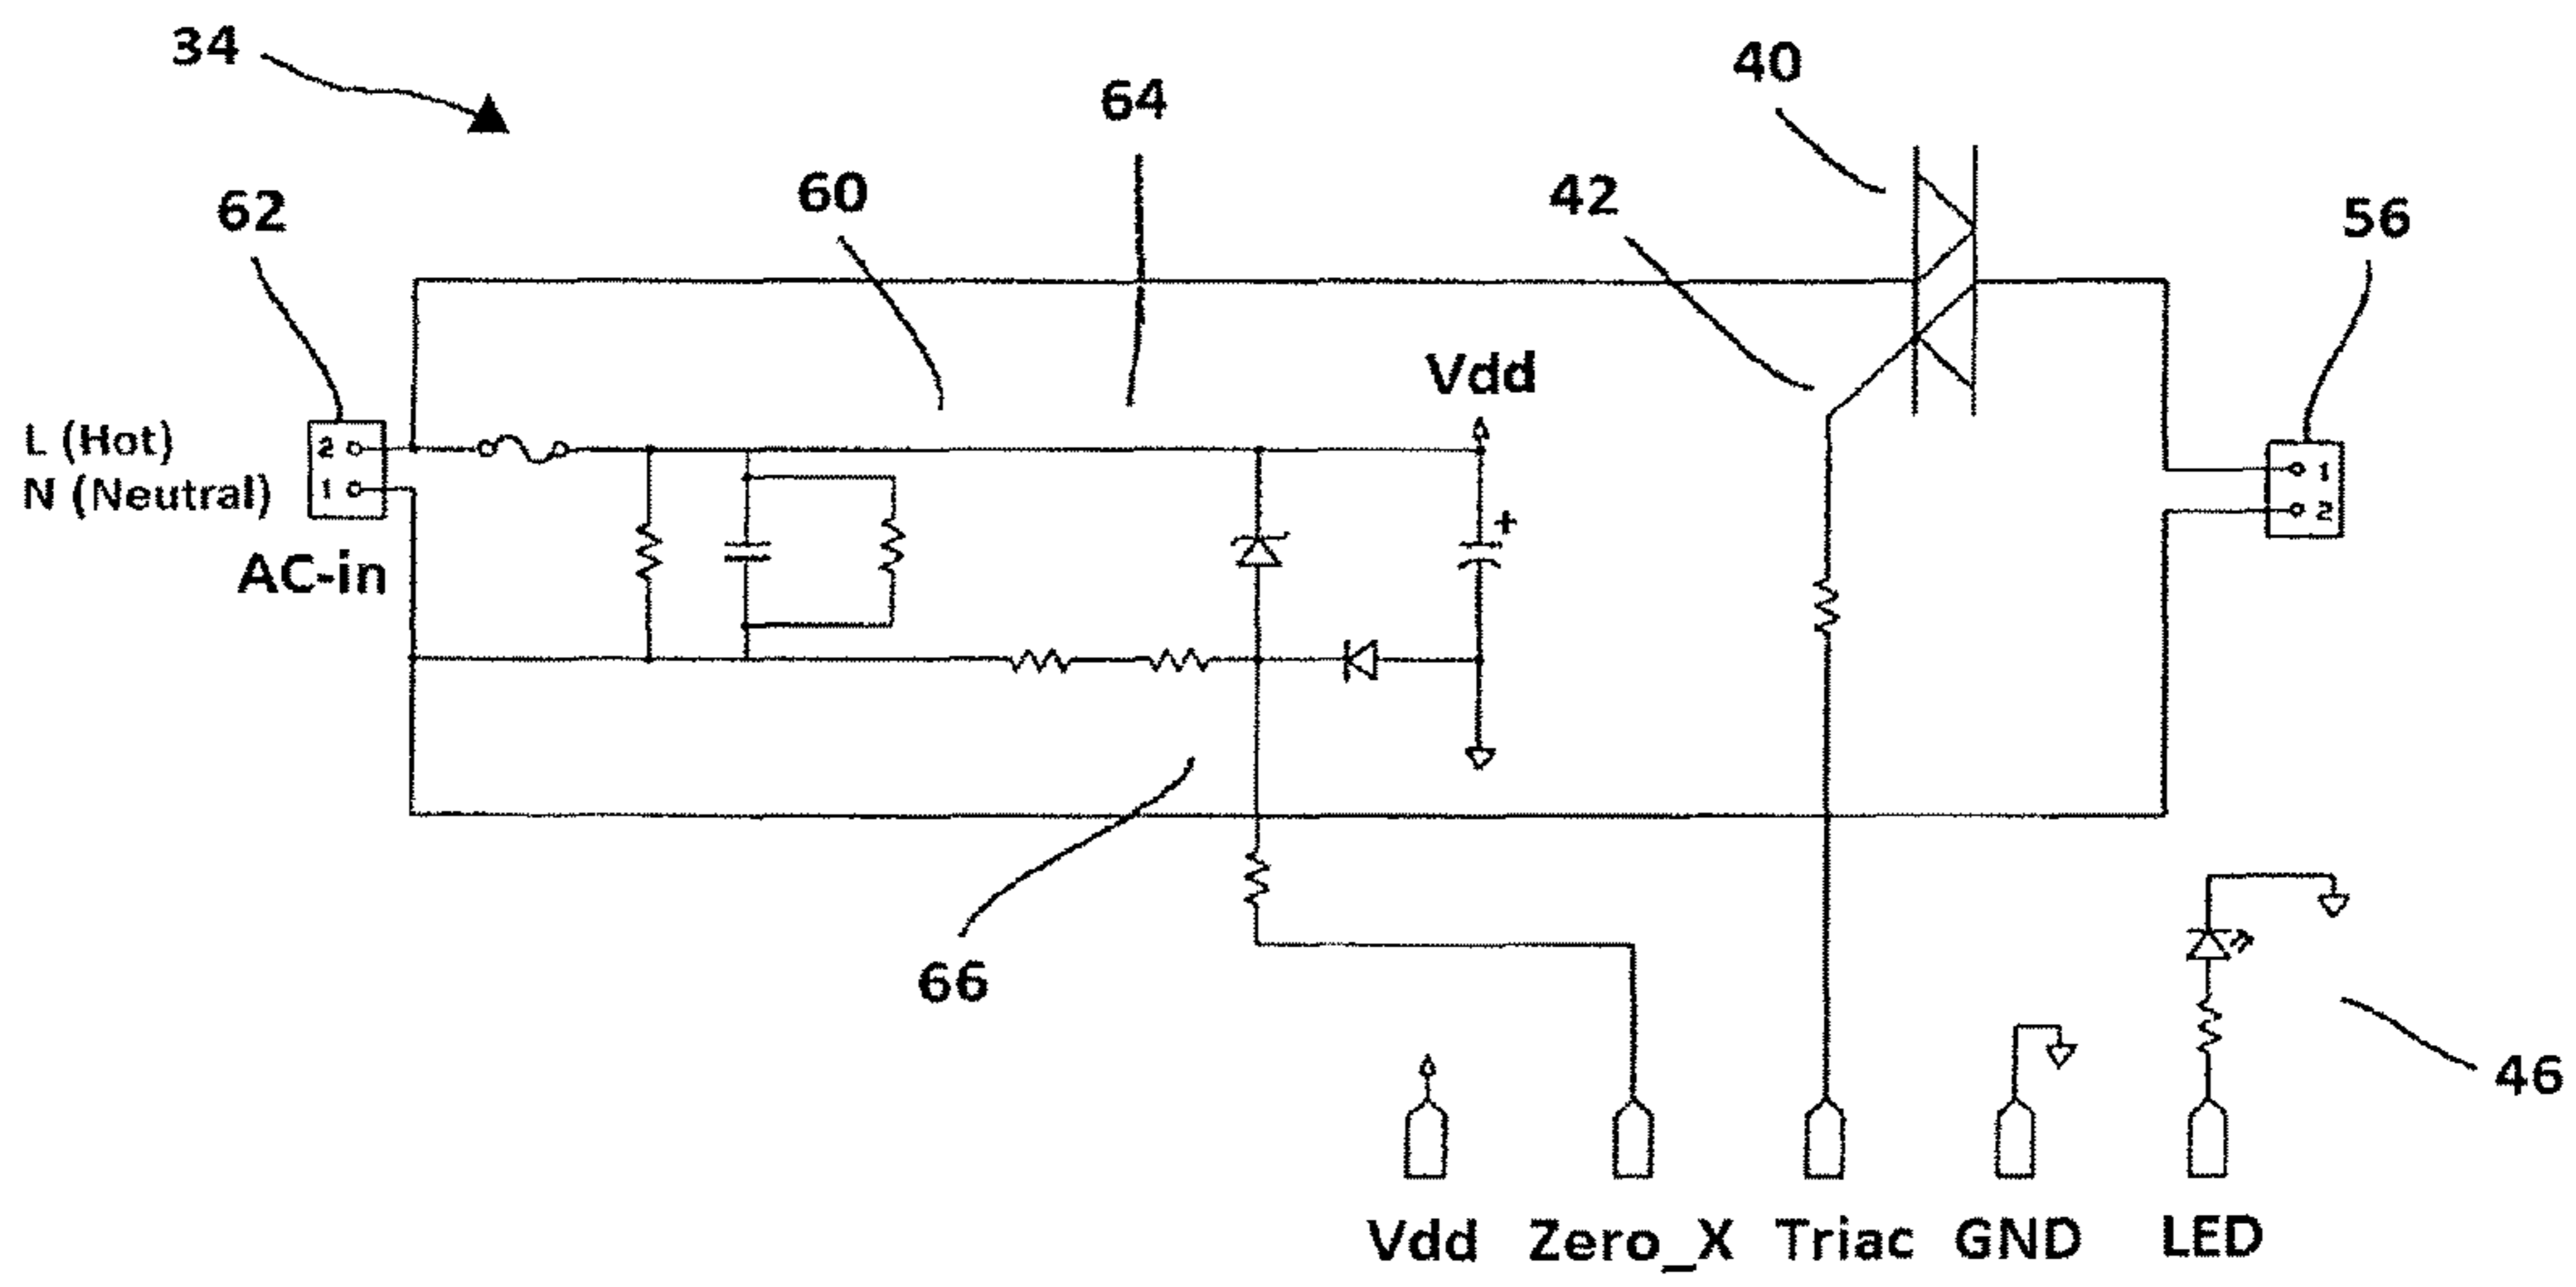 34
40
64
60
42
62
56
Vdd
L (Hot)
2
1
N (Neutral)
1
2
+
AC-in
66
46
Vdd Zero_X Triac GND LED